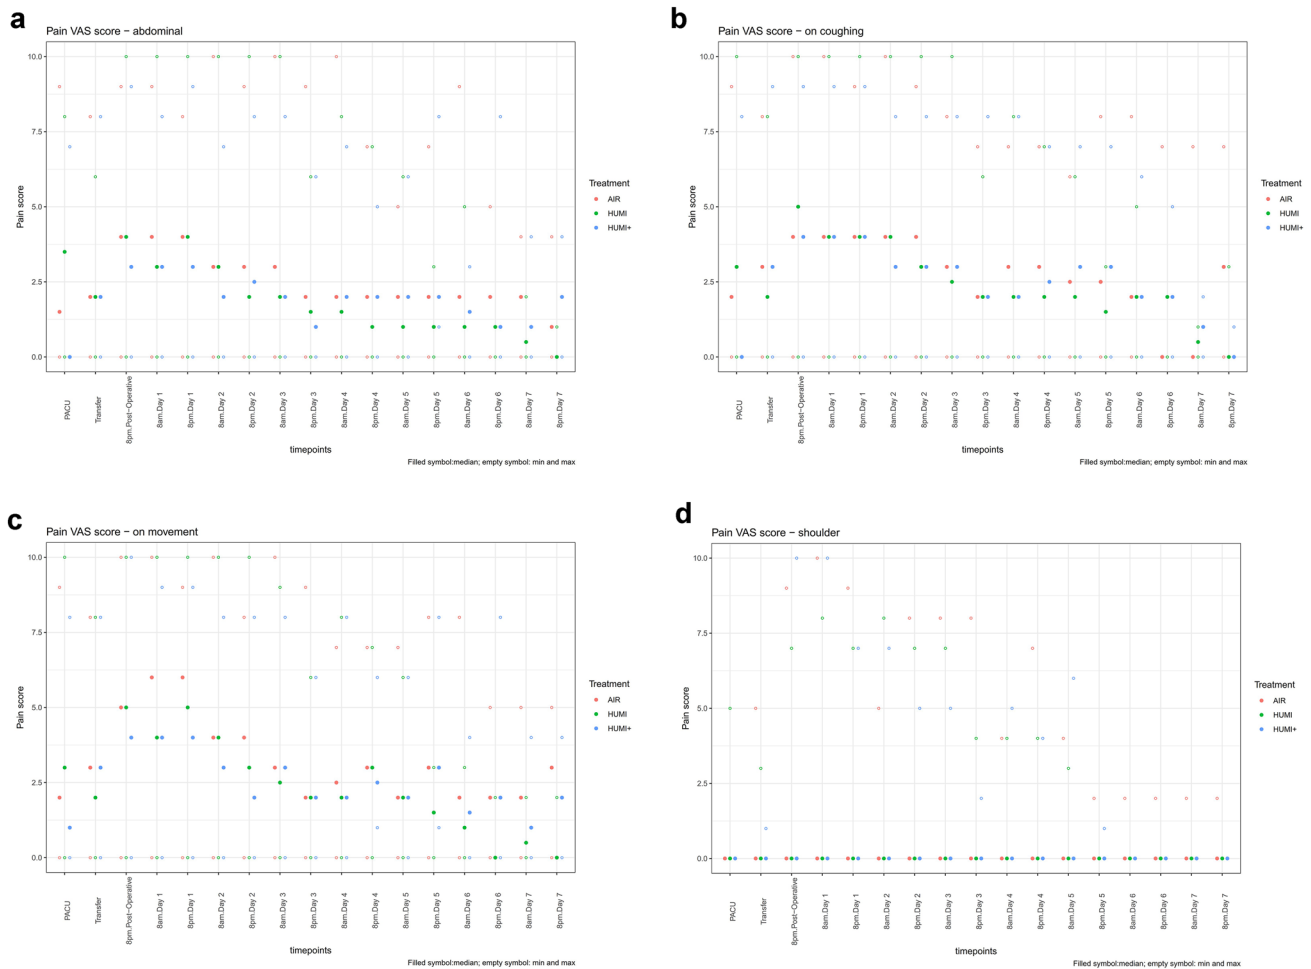 a
Pain VAS score − abdominal
10.0
7.5
5.0
2.5
0.0
Pain score
PACU
Transfer
8pm.Post−Operative
8am.Day 1
8pm.Day 1
8am.Day 2
8pm.Day 2
8am.Day 3
8pm.Day 3
8am.Day 4
8pm.Day 4
8am.Day 5
8pm.Day 5
8am.Day 6
8pm.Day 6
8am.Day 7
8pm.Day 7
timepoints
Filled symbol:median; empty symbol: min and max
Treatment
AIR
HUMI
HUMI+
b
Pain VAS score − on coughing
10.0
7.5
5.0
2.5
0.0
Pain score
PACU
Transfer
8pm.Post−Operative
8am.Day 1
8pm.Day 1
8am.Day 2
8pm.Day 2
8am.Day 3
8pm.Day 3
8am.Day 4
8pm.Day 4
8am.Day 5
8pm.Day 5
8am.Day 6
8pm.Day 6
8am.Day 7
8pm.Day 7
timepoints
Filled symbol:median; empty symbol: min and max
Treatment
AIR
HUMI
HUMI+
c
Pain VAS score − on movement
10.0
7.5
5.0
2.5
0.0
Pain score
PACU
Transfer
8pm.Post−Operative
8am.Day 1
8pm.Day 1
8am.Day 2
8pm.Day 2
8am.Day 3
8pm.Day 3
8am.Day 4
8pm.Day 4
8am.Day 5
8pm.Day 5
8am.Day 6
8pm.Day 6
8am.Day 7
8pm.Day 7
timepoints
Filled symbol:median; empty symbol: min and max
Treatment
AIR
HUMI
HUMI+
d
Pain VAS score − shoulder
10.0
7.5
5.0
2.5
0.0
Pain score
PACU
Transfer
8pm.Post−Operative
8am.Day 1
8pm.Day 1
8am.Day 2
8pm.Day 2
8am.Day 3
8pm.Day 3
8am.Day 4
8pm.Day 4
8am.Day 5
8pm.Day 5
8am.Day 6
8pm.Day 6
8am.Day 7
8pm.Day 7
timepoints
Filled symbol:median; empty symbol: min and max
Treatment
AIR
HUMI
HUMI+